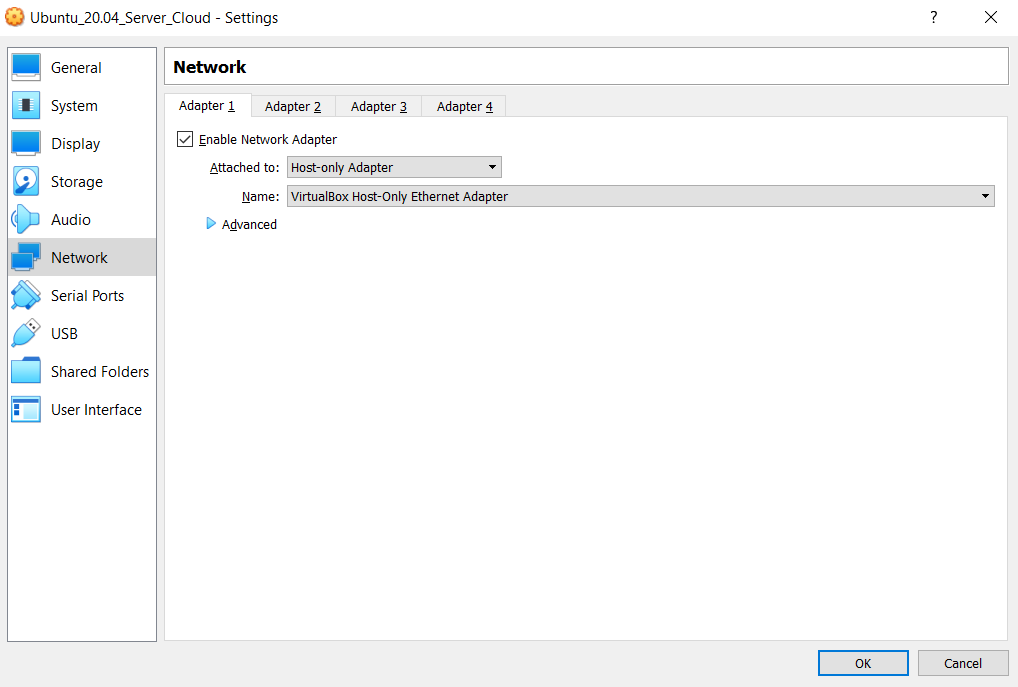 Ubuntu_20.04_Server_Cloud - Settings
?
General
System
Display
Storage
Audio
Network
Serial Ports
USB
Shared Folders
User Interface
Network
Adapter 1 Adapter 2 Adapter 3 Adapter 4
Enable Network Adapter
Attached to: Host-only Adapter
Name: VirtualBox Host-Only Ethernet Adapter
Advanced
OK Cancel